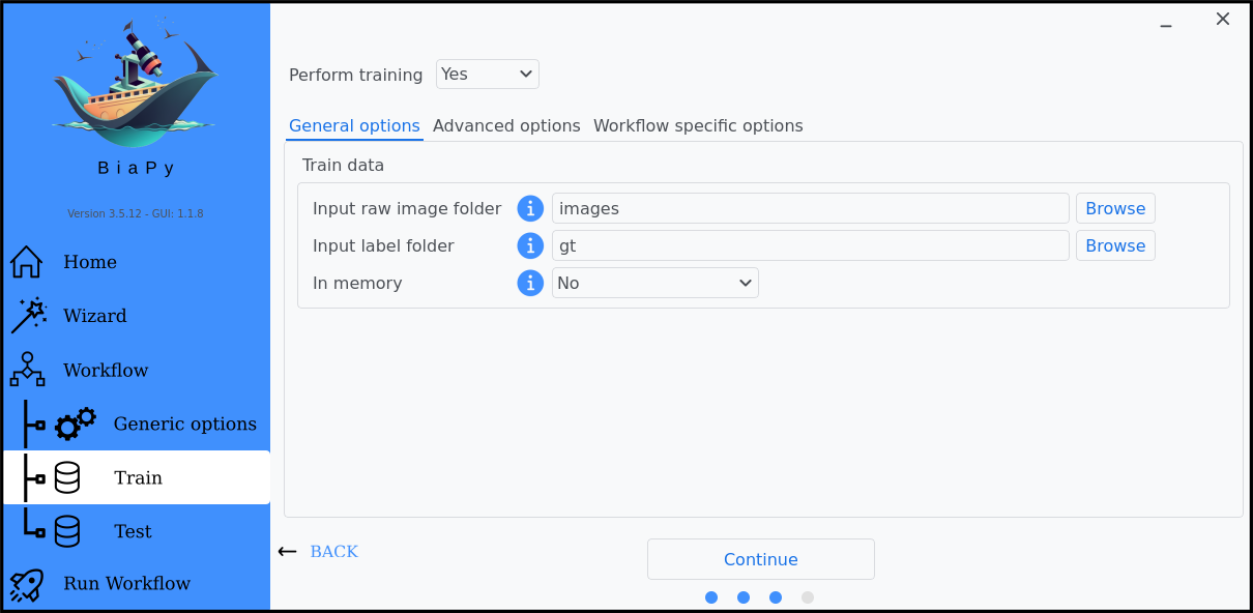 BiaPy
Version 3.5.12 - GUI: 1.1.8
Home
Wizard
Workflow
Generic options
Train
Test
Run Workflow
Perform training Yes
General options Advanced options Workflow specific options
Train data
Input raw image folder i images Browse
Input label folder i gt Browse
In memory i No
← BACK
Continue